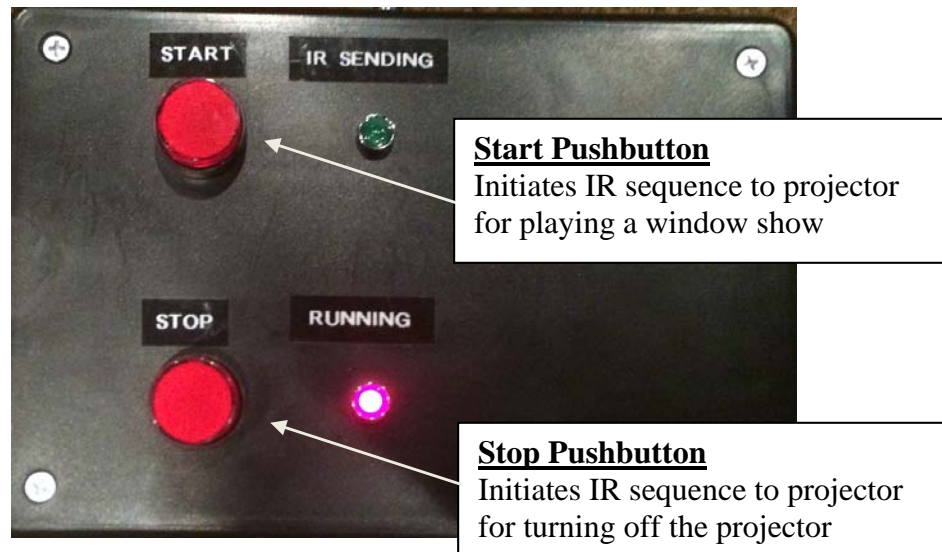 START
IR SENDING
Start Pushbutton
Initiates IR sequence to projector
for playing a window show
STOP
RUNNING
Stop Pushbutton
Initiates IR sequence to projector
for turning off the projector